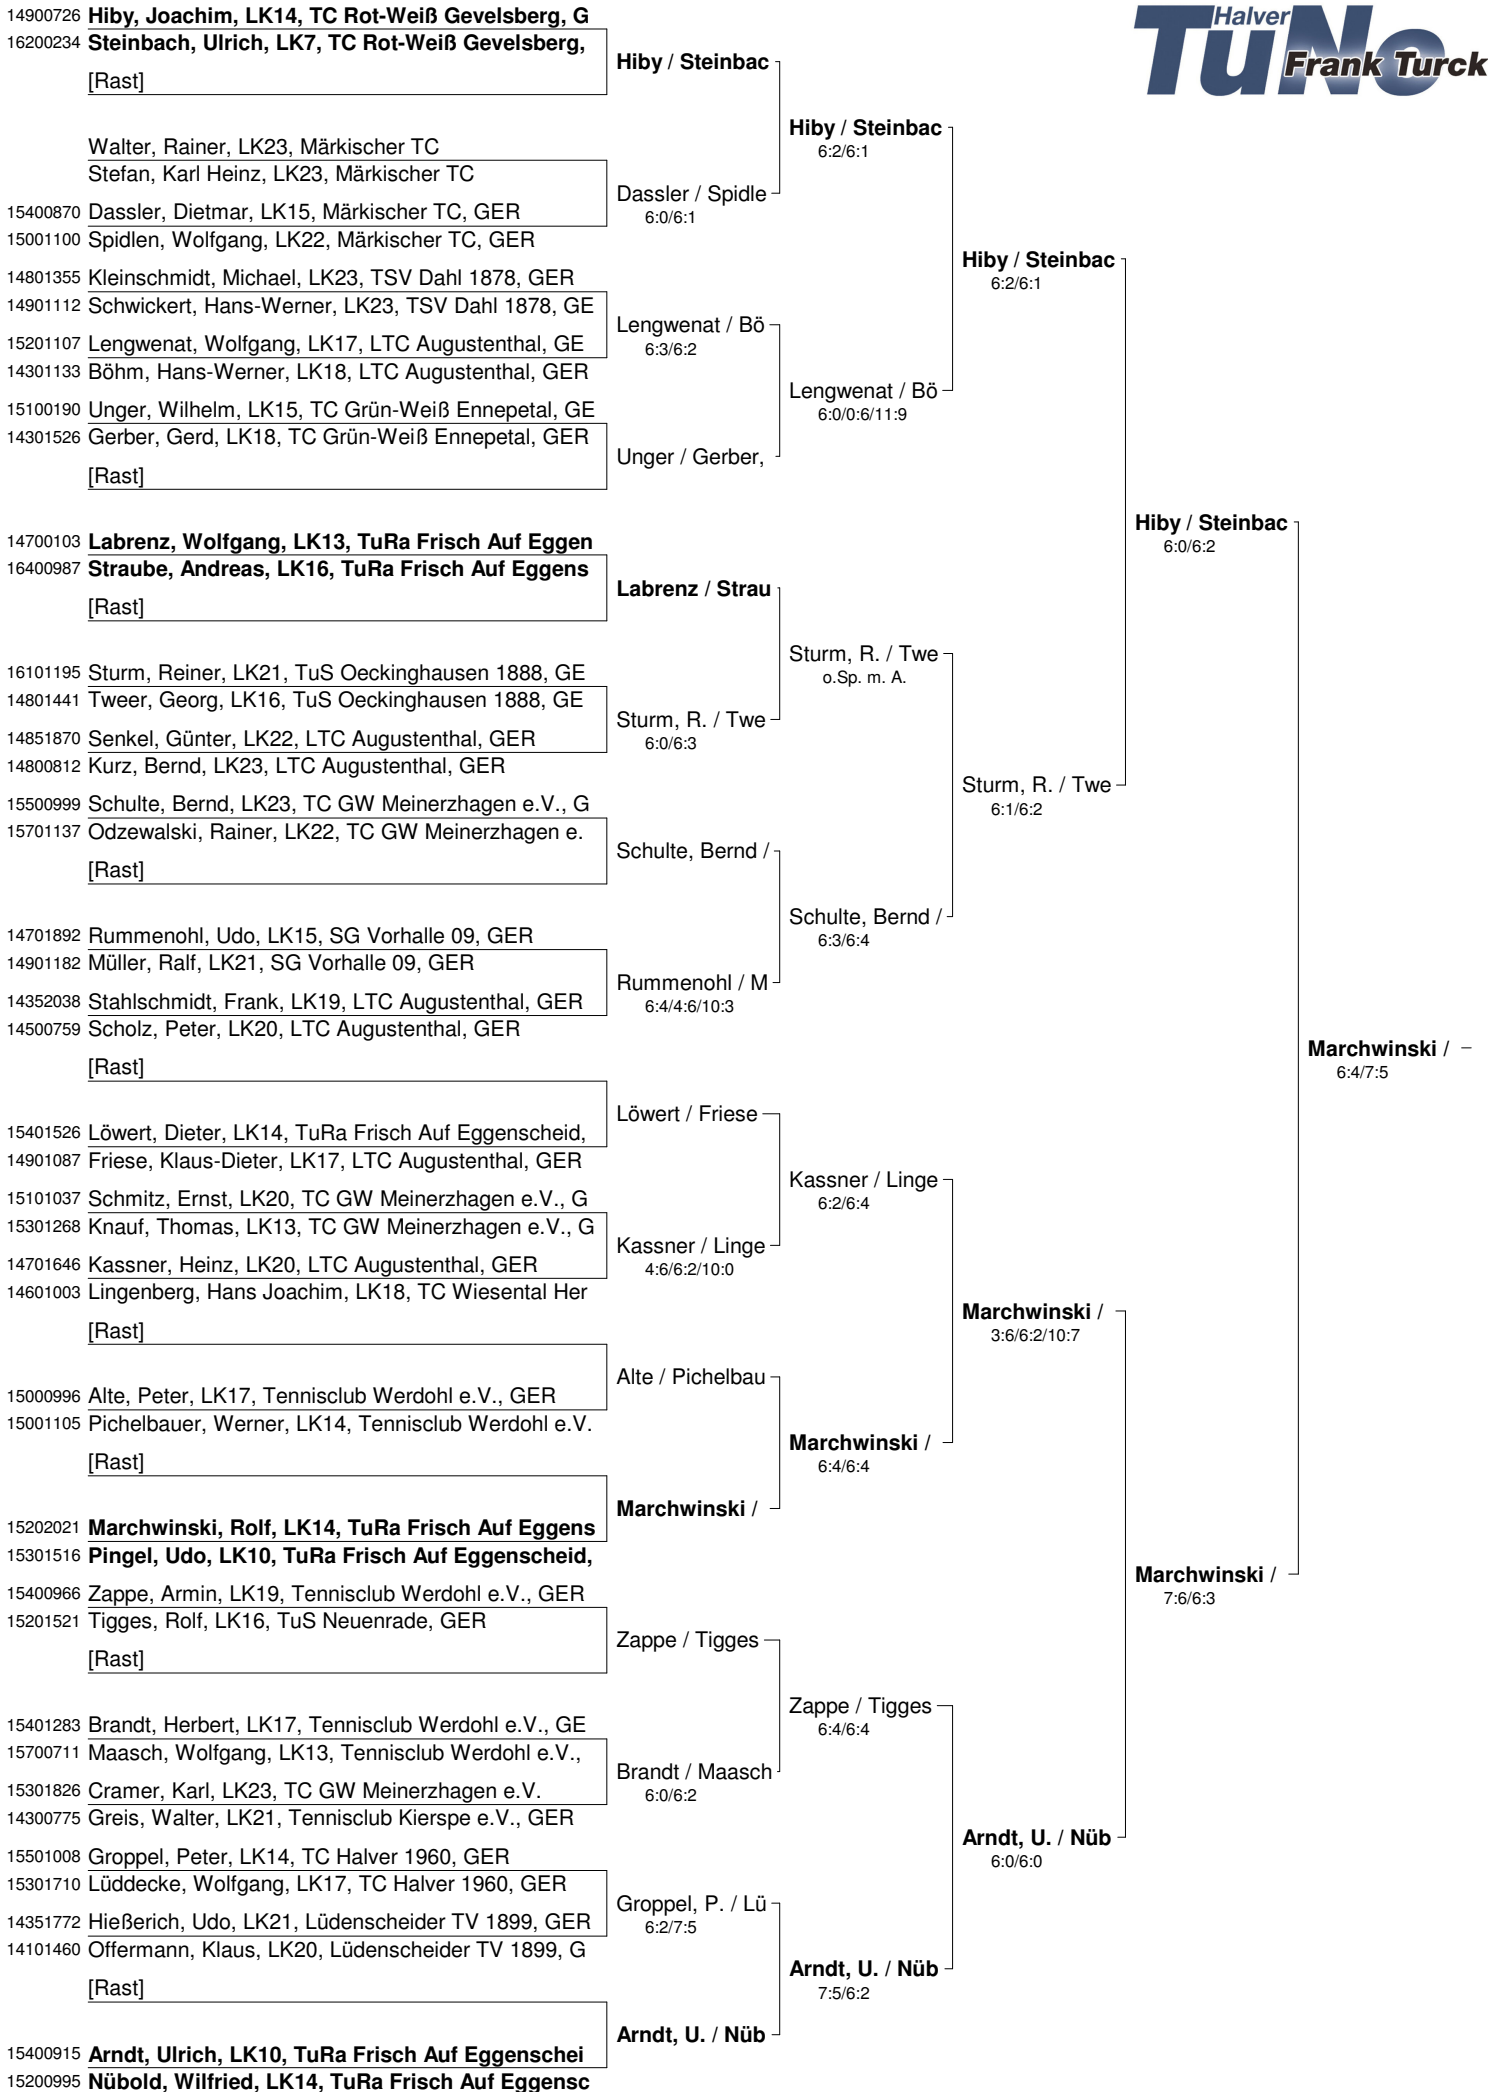 Halver
TuNo
Frank Turck
14900726 Hiby, Joachim, LK14, TC Rot-Weiß Gevelsberg, G
16200234 Steinbach, Ulrich, LK7, TC Rot-Weiß Gevelsberg,
Hiby / Steinbac
[Rast]
Hiby / Steinbac
6:2/6:1
Walter, Rainer, LK23, Märkischer TC
Stefan, Karl Heinz, LK23, Märkischer TC
Dassler / Spidle
6:0/6:1
15400870 Dassler, Dietmar, LK15, Märkischer TC, GER
15001100 Spidlen, Wolfgang, LK22, Märkischer TC, GER
Hiby / Steinbac
6:2/6:1
14801355 Kleinschmidt, Michael, LK23, TSV Dahl 1878, GER
14901112 Schwickert, Hans-Werner, LK23, TSV Dahl 1878, GE
Lengwenat / Bö
6:3/6:2
15201107 Lengwenat, Wolfgang, LK17, LTC Augustenthal, GE
14301133 Böhm, Hans-Werner, LK18, LTC Augustenthal, GER
Lengwenat / Bö
6:0/0:6/11:9
15100190 Unger, Wilhelm, LK15, TC Grün-Weiß Ennepetal, GE
14301526 Gerber, Gerd, LK18, TC Grün-Weiß Ennepetal, GER
Unger / Gerber,
[Rast]
Hiby / Steinbac
6:0/6:2
14700103 Labrenz, Wolfgang, LK13, TuRa Frisch Auf Eggen
16400987 Straube, Andreas, LK16, TuRa Frisch Auf Eggens
Labrenz / Strau
[Rast]
Sturm, R. / Twe
o.Sp. m. A.
16101195 Sturm, Reiner, LK21, TuS Oeckinghausen 1888, GE
14801441 Tweer, Georg, LK16, TuS Oeckinghausen 1888, GE
Sturm, R. / Twe
6:0/6:3
14851870 Senkel, Günter, LK22, LTC Augustenthal, GER
14800812 Kurz, Bernd, LK23, LTC Augustenthal, GER
Sturm, R. / Twe
6:1/6:2
15500999 Schulte, Bernd, LK23, TC GW Meinerzhagen e.V., G
15701137 Odzewalski, Rainer, LK22, TC GW Meinerzhagen e.
Schulte, Bernd /
[Rast]
Schulte, Bernd /
6:3/6:4
14701892 Rummenohl, Udo, LK15, SG Vorhalle 09, GER
14901182 Müller, Ralf, LK21, SG Vorhalle 09, GER
Rummenohl / M
6:4/4:6/10:3
14352038 Stahlschmidt, Frank, LK19, LTC Augustenthal, GER
14500759 Scholz, Peter, LK20, LTC Augustenthal, GER
Marchwinski /
6:4/7:5
[Rast]
Löwert / Friese
15401526 Löwert, Dieter, LK14, TuRa Frisch Auf Eggenscheid,
14901087 Friese, Klaus-Dieter, LK17, LTC Augustenthal, GER
Kassner / Linge
6:2/6:4
15101037 Schmitz, Ernst, LK20, TC GW Meinerzhagen e.V., G
15301268 Knauf, Thomas, LK13, TC GW Meinerzhagen e.V., G
Kassner / Linge
4:6/6:2/10:0
14701646 Kassner, Heinz, LK20, LTC Augustenthal, GER
14601003 Lingenberg, Hans Joachim, LK18, TC Wiesental Her
Marchwinski /
3:6/6:2/10:7
[Rast]
Alte / Pichelbau
15000996 Alte, Peter, LK17, Tennisclub Werdohl e.V., GER
15001105 Pichelbauer, Werner, LK14, Tennisclub Werdohl e.V.
Marchwinski /
6:4/6:4
[Rast]
Marchwinski /
15202021 Marchwinski, Rolf, LK14, TuRa Frisch Auf Eggens
15301516 Pingel, Udo, LK10, TuRa Frisch Auf Eggenscheid,
Marchwinski /
7:6/6:3
15400966 Zappe, Armin, LK19, Tennisclub Werdohl e.V., GER
15201521 Tigges, Rolf, LK16, TuS Neuenrade, GER
Zappe / Tigges
[Rast]
Zappe / Tigges
6:4/6:4
15401283 Brandt, Herbert, LK17, Tennisclub Werdohl e.V., GE
15700711 Maasch, Wolfgang, LK13, Tennisclub Werdohl e.V.,
Brandt / Maasch
6:0/6:2
15301826 Cramer, Karl, LK23, TC GW Meinerzhagen e.V.
14300775 Greis, Walter, LK21, Tennisclub Kierspe e.V., GER
Arndt, U. / Nüb
6:0/6:0
15501008 Groppel, Peter, LK14, TC Halver 1960, GER
15301710 Lüddecke, Wolfgang, LK17, TC Halver 1960, GER
Groppel, P. / Lü
6:2/7:5
14351772 Hießerich, Udo, LK21, Lüdenscheider TV 1899, GER
14101460 Offermann, Klaus, LK20, Lüdenscheider TV 1899, G
Arndt, U. / Nüb
7:5/6:2
[Rast]
Arndt, U. / Nüb
15400915 Arndt, Ulrich, LK10, TuRa Frisch Auf Eggenschei
15200995 Nübold, Wilfried, LK14, TuRa Frisch Auf Eggensc